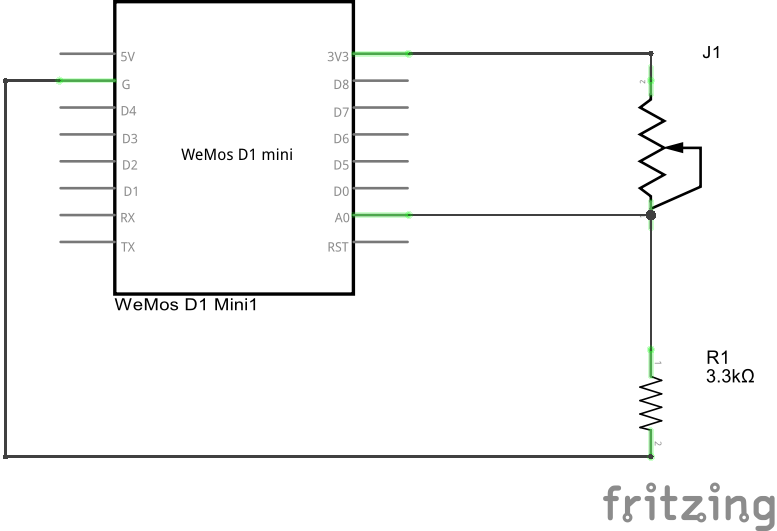 5V
G
D4
D3
D2
D1
RX
TX
WeMos D1 mini
3V3
D8
D7
D6
D5
D0
A0
RST
WeMos D1 Mini1
J1
2
R1
3.3kΩ
1
2
fritzing